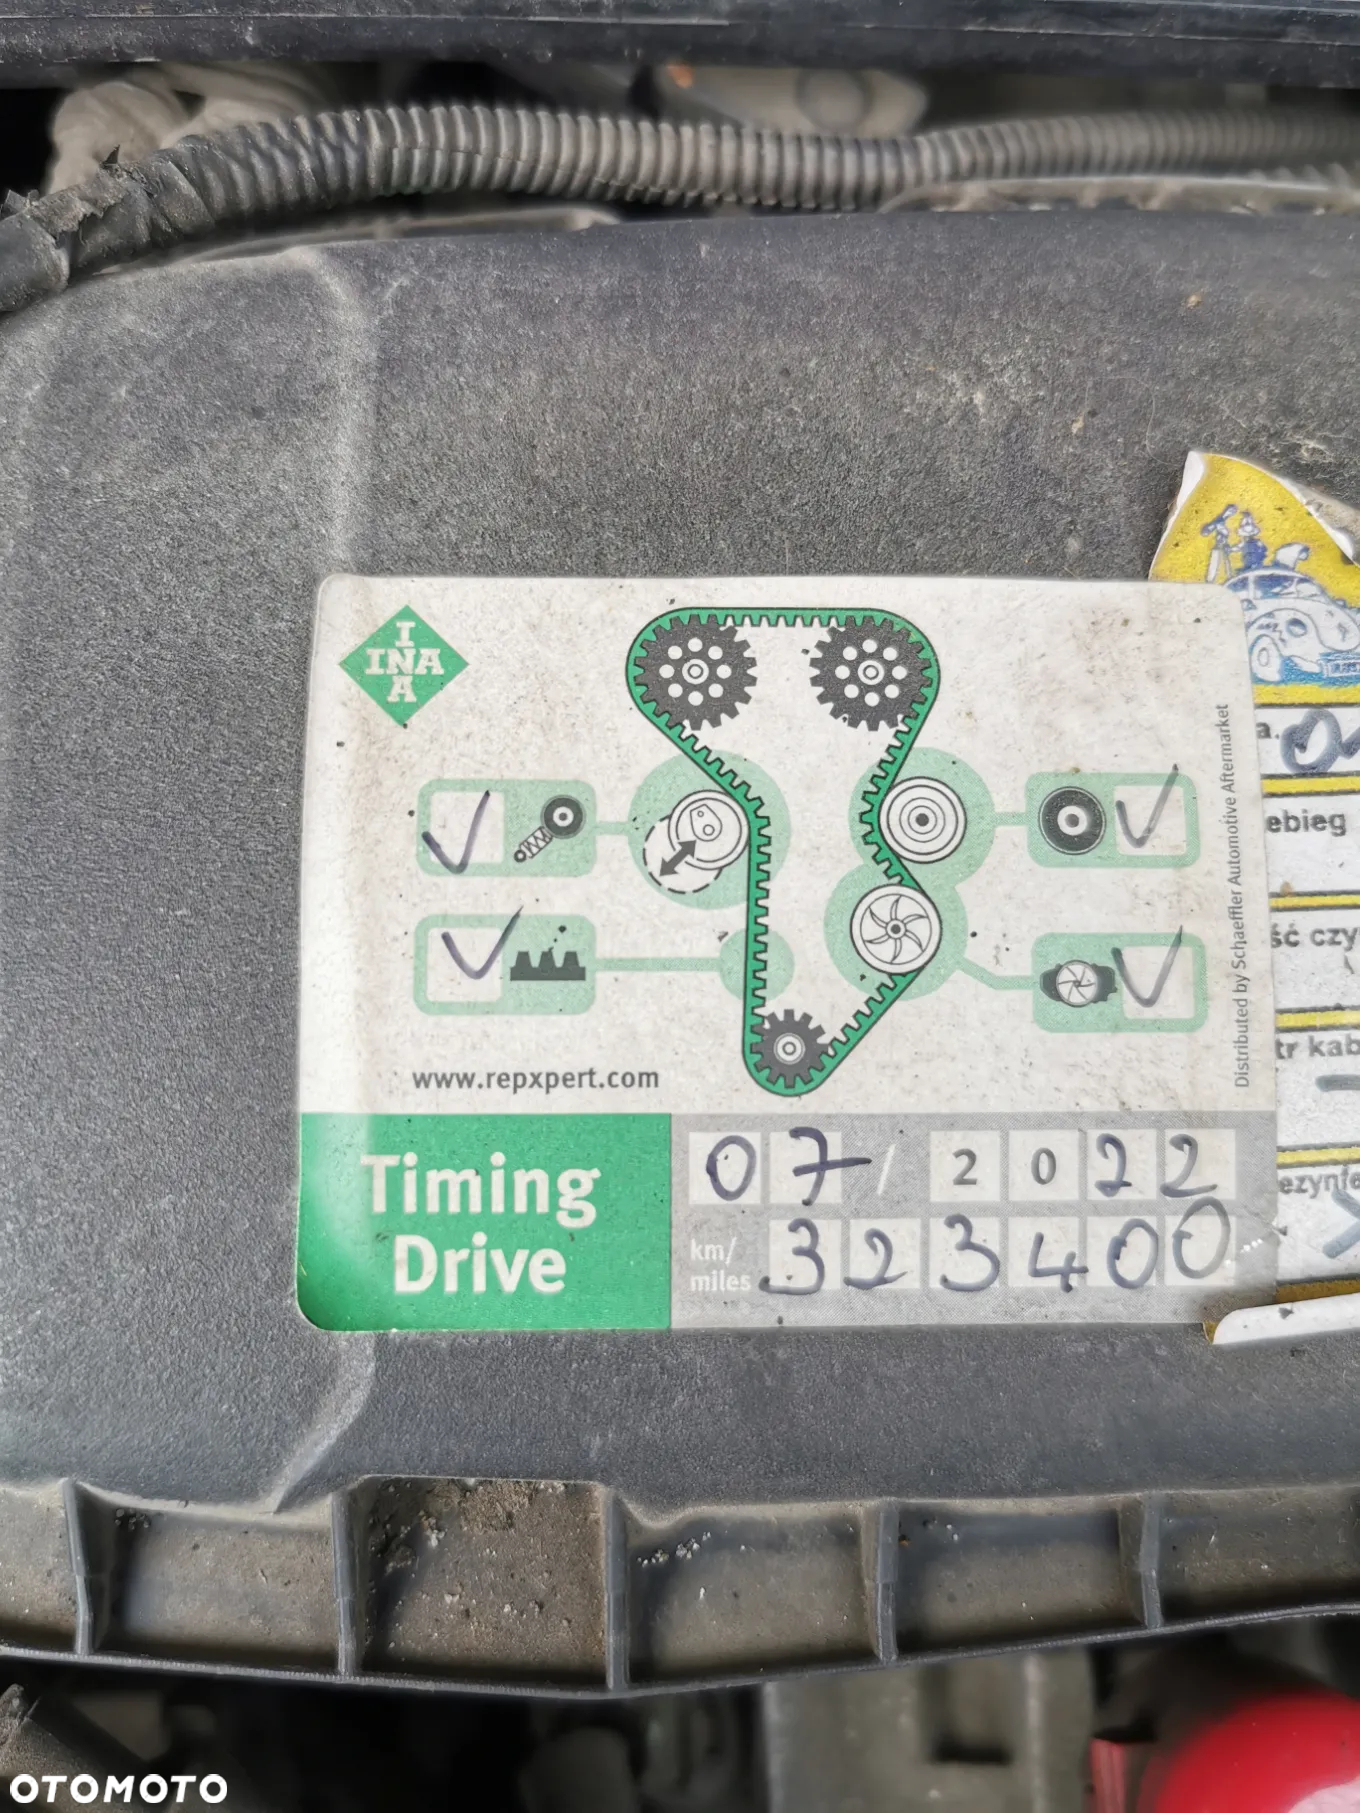 I
INA
A
www.repxpert.com
Distributed by Schaeffler Automotive Aftermarket
Timing
Drive
07 / 2022
km/
miles
323400
ebieg
ść czy
tr kab
OTOMOTO